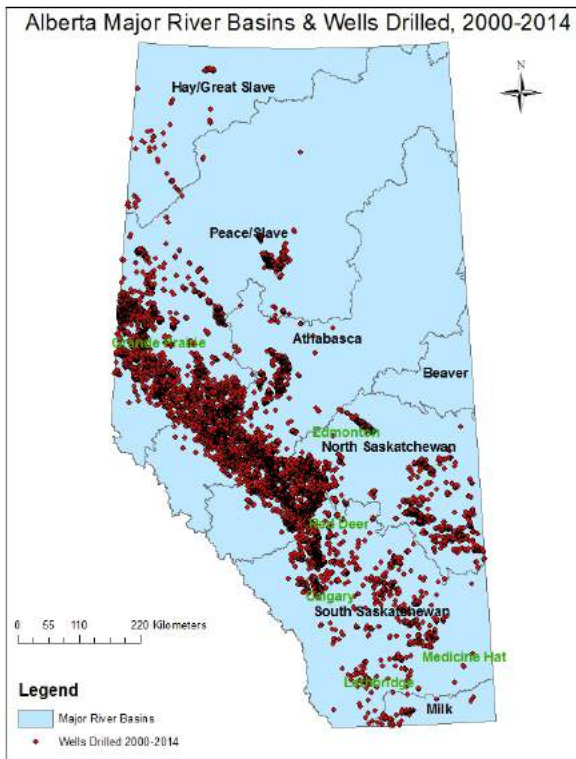 Alberta Major River Basins & Wells Drilled, 2000-2014
N
Hay/Great Slave
Peace/Slave
Athabasca
Grande Prairie
Beaver
Edmonton
North Saskatchewan
Red Deer
Calgary
South Saskatchewan
0 55 110 220 Kilometers
Medicine Hat
Lethbridge
Milk
Legend
Major River Basins
Wells Drilled 2000-2014